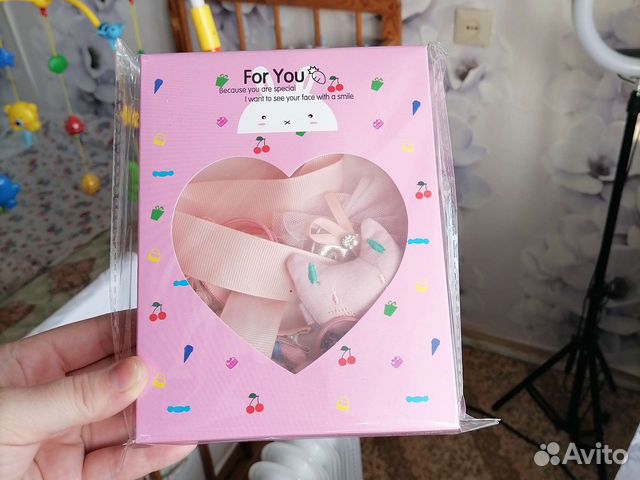 For You
Because you are special
I want to see your face with a smile
Avito